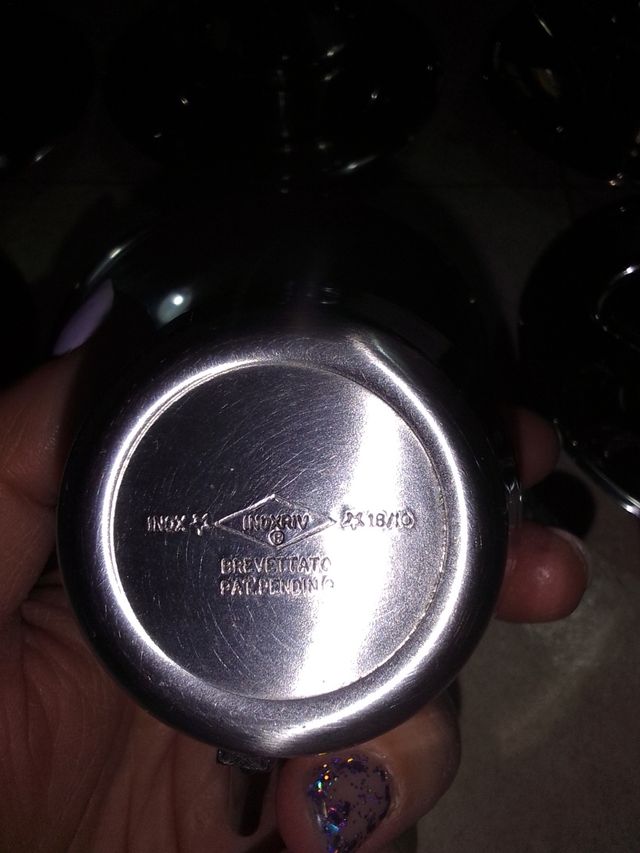 INOX INOXRIV 18/10
®
BREVETTATO
PAT.PENDING